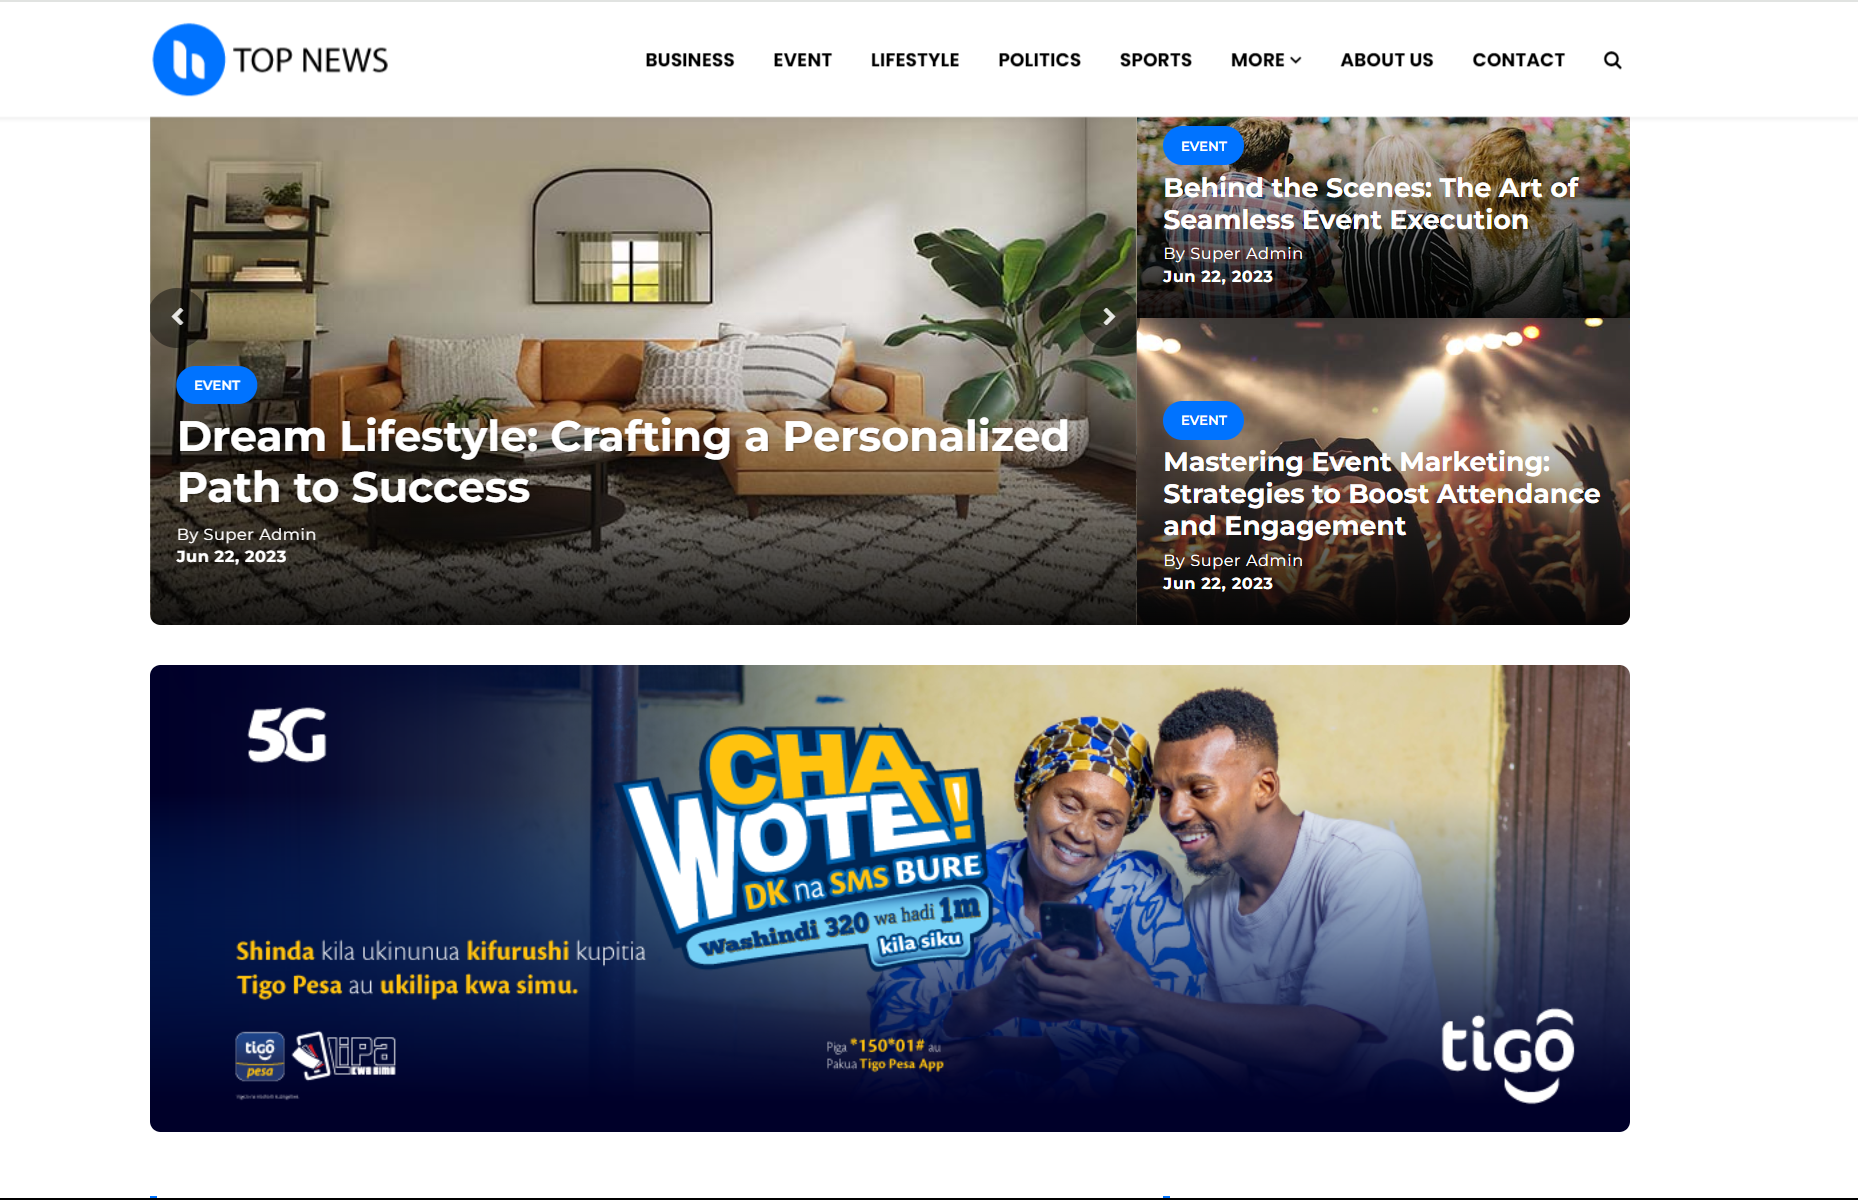 TOP NEWS
BUSINESS EVENT LIFESTYLE POLITICS SPORTS MORE ABOUT US CONTACT
EVENT
Dream Lifestyle: Crafting a Personalized
Path to Success
By Super Admin
Jun 22, 2023
EVENT
Behind the Scenes: The Art of
Seamless Event Execution
By Super Admin
Jun 22, 2023
EVENT
Mastering Event Marketing:
Strategies to Boost Attendance
and Engagement
By Super Admin
Jun 22, 2023
5G
CHA
WOTE!
DK na SMS BURE
Washindi 320 wa hadi 1m
kila siku
Shinda kila ukinunua kifurushi kupitia
Tigo Pesa au ukilipa kwa simu.
tigo
pesa
LIPA
KWA SIMU
Piga *150*01# au
Pakua Tigo Pesa App
tigo